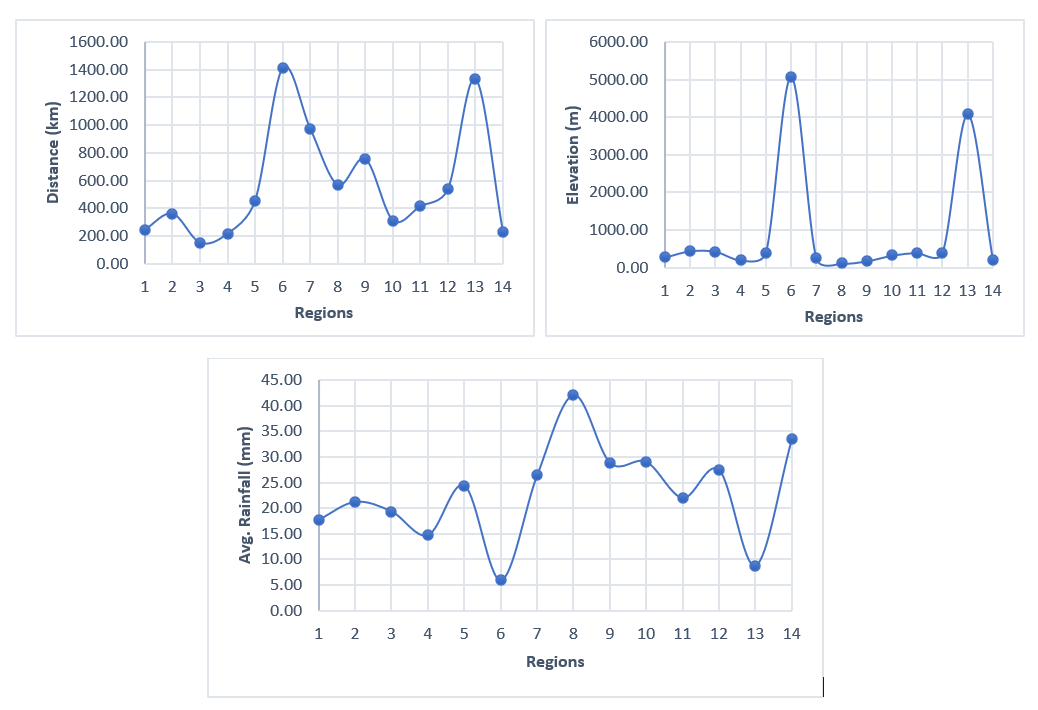 1600.00
1400.00
1200.00
1000.00
800.00
600.00
400.00
200.00
0.00
Distance (km)
1 2 3 4 5 6 7 8 9 10 11 12 13 14
Regions
6000.00
5000.00
4000.00
3000.00
2000.00
1000.00
0.00
Elevation (m)
1 2 3 4 5 6 7 8 9 10 11 12 13 14
Regions
45.00
40.00
35.00
30.00
25.00
20.00
15.00
10.00
5.00
0.00
Avg. Rainfall (mm)
1 2 3 4 5 6 7 8 9 10 11 12 13 14
Regions